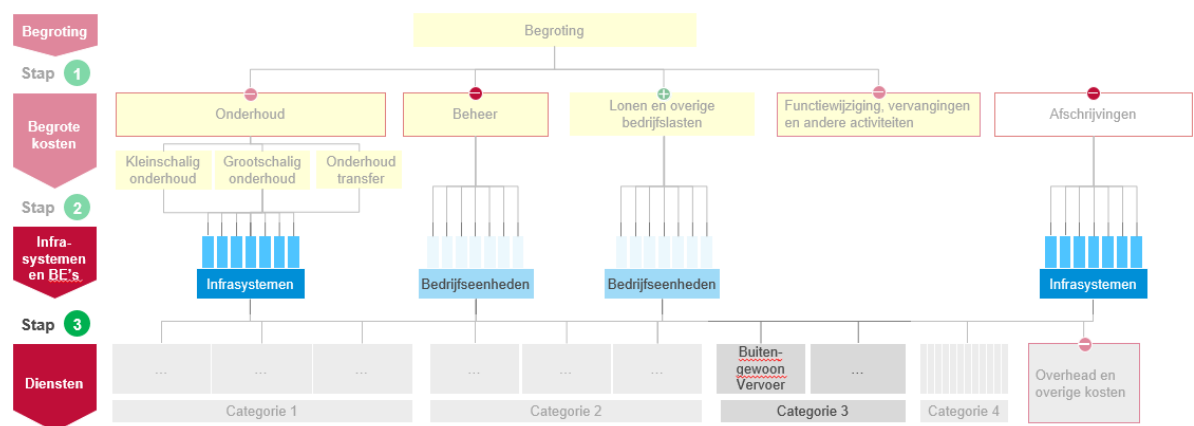 Begroting
Begroting
Stap 1
Begrote
kosten
Onderhoud
Beheer
Lonen en overige
bedrijfslasten
Functiewijziging, vervangingen
en andere activiteiten
Afschrijvingen
Kleinschalig
onderhoud
Grootschalig
onderhoud
Onderhoud
transfer
Stap 2
Infra-
systemen
en BE's
Infrasystemen
Bedrijfseenheden
Bedrijfseenheden
Infrasystemen
Stap 3
Diensten
...
...
...
...
...
...
Buiten-
gewoon
Vervoer
...
Overhead en
overige kosten
Categorie 1
Categorie 2
Categorie 3
Categorie 4